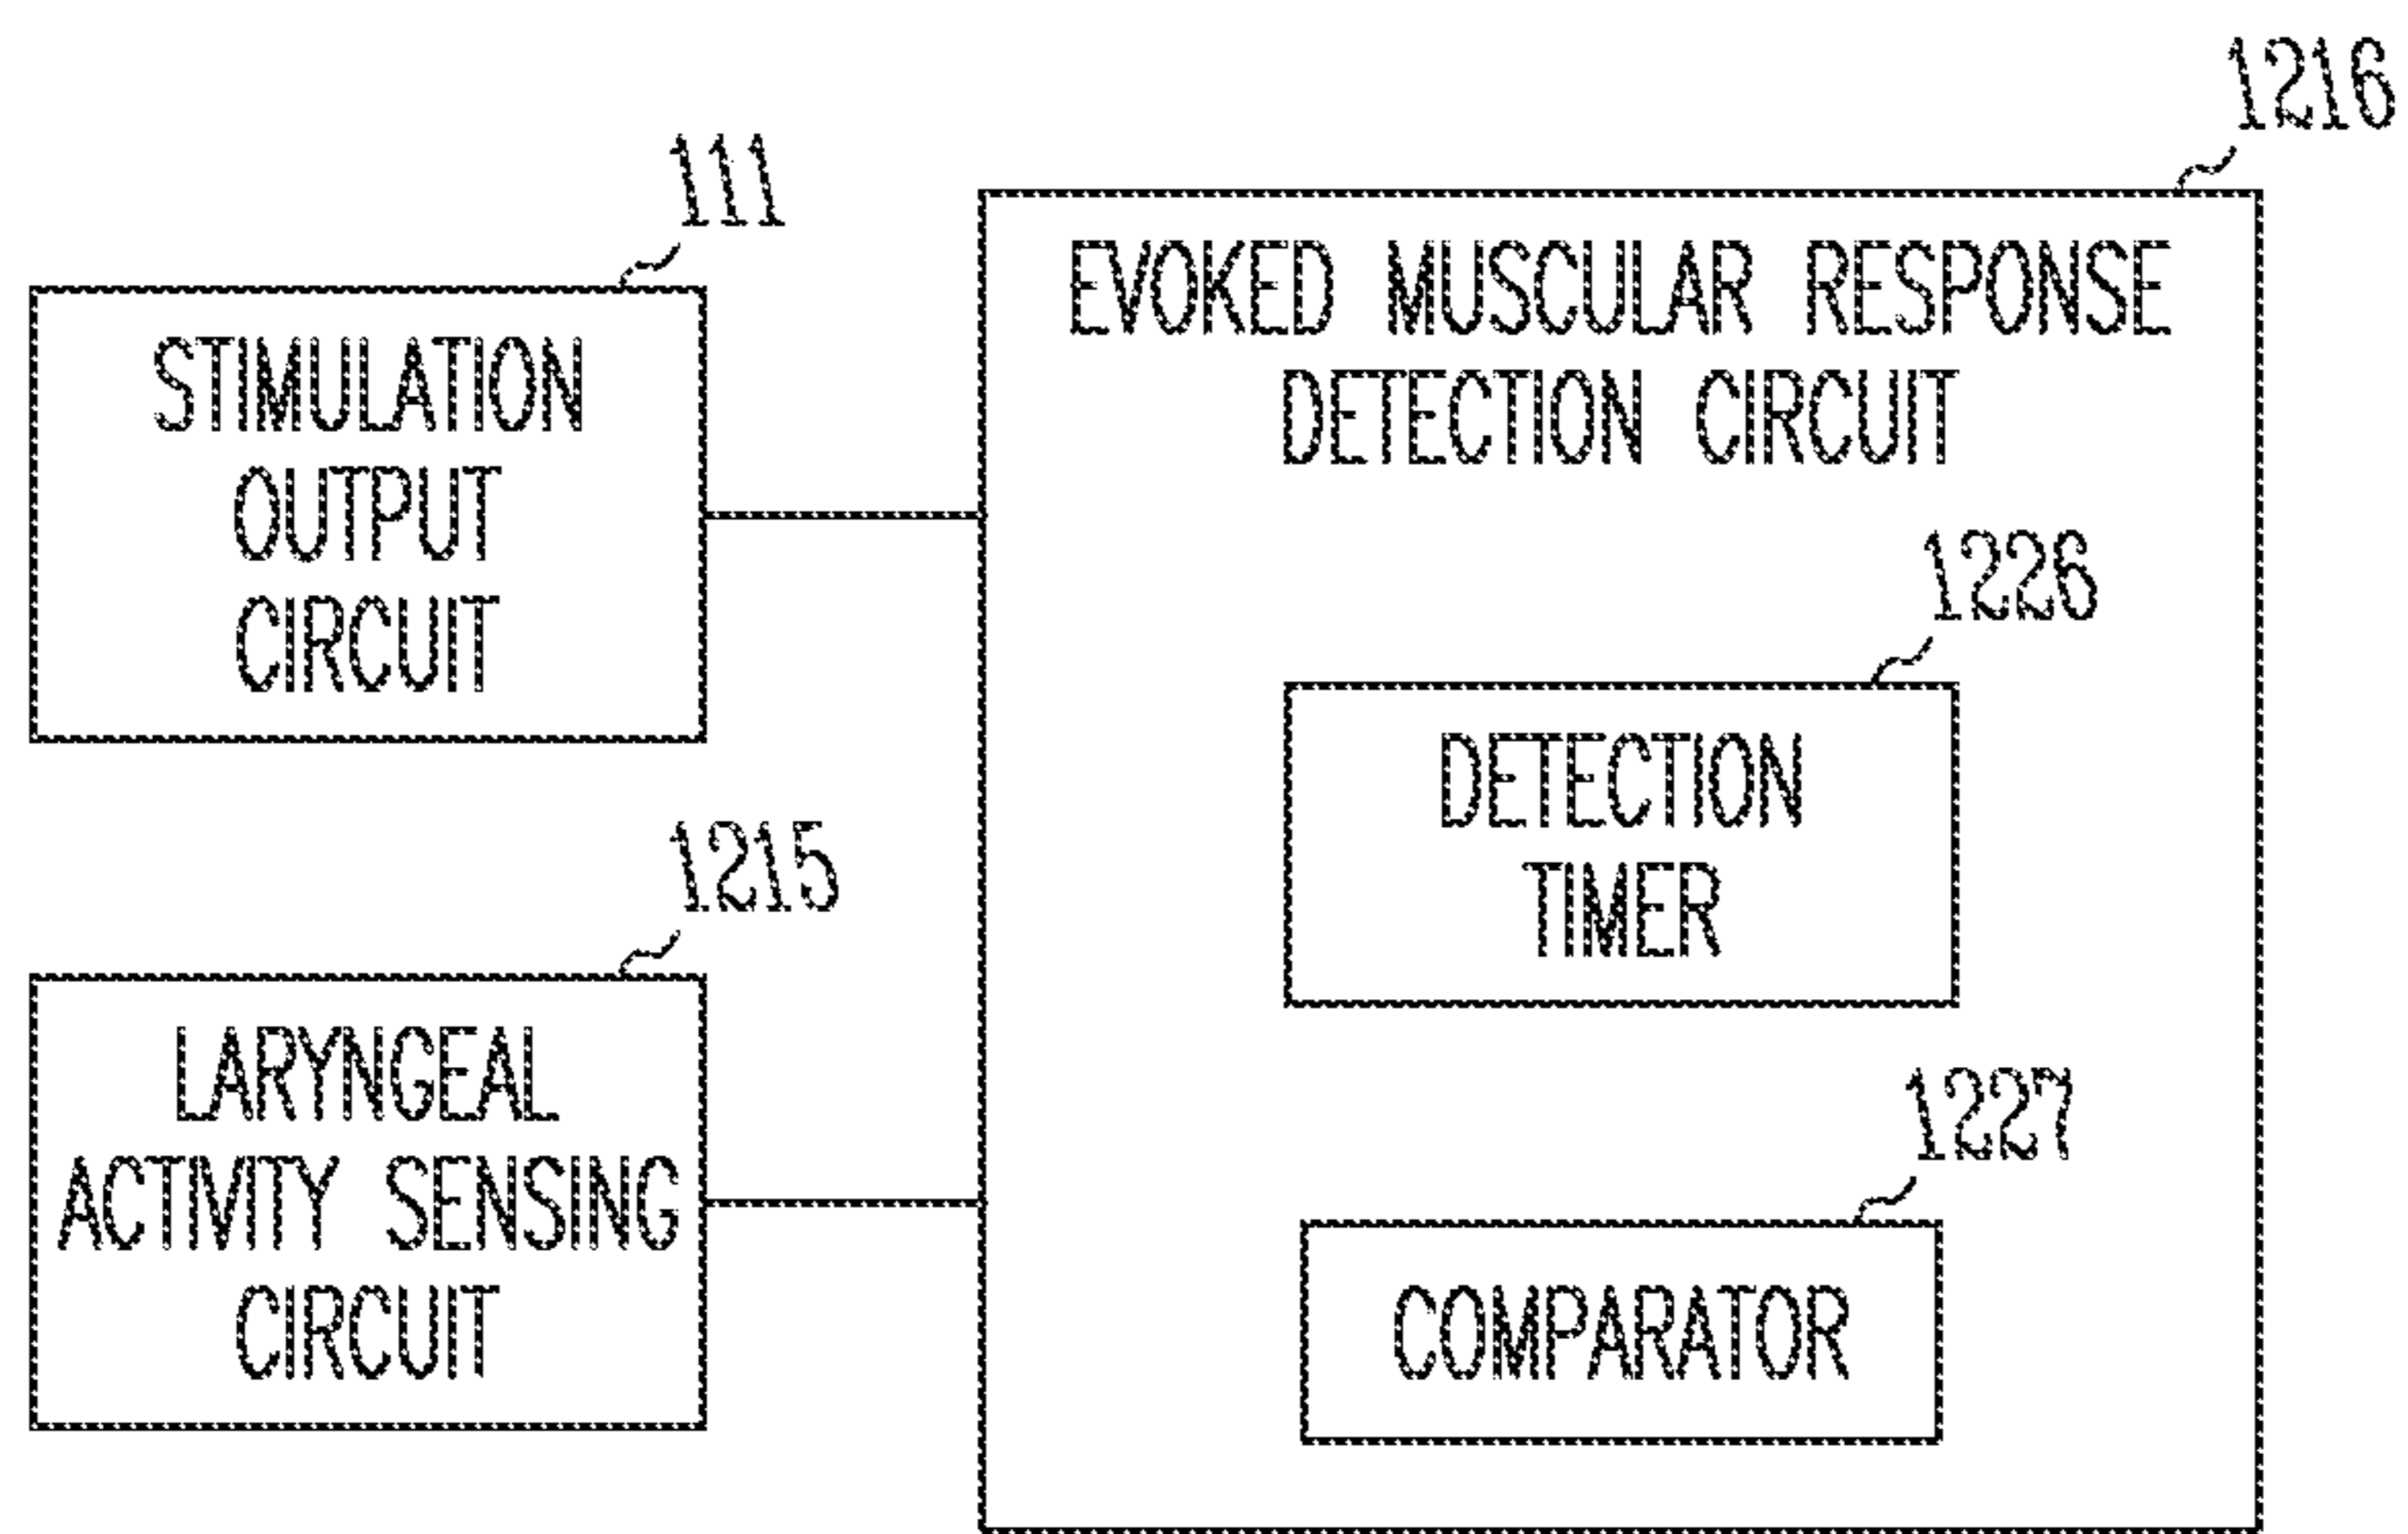 1216
111
EVOKED MUSCULAR RESPONSE
DETECTION CIRCUIT
STIMULATION
OUTPUT
CIRCUIT
1226
DETECTION
TIMER
1215
LARYNGEAL
ACTIVITY SENSING
CIRCUIT
1227
COMPARATOR